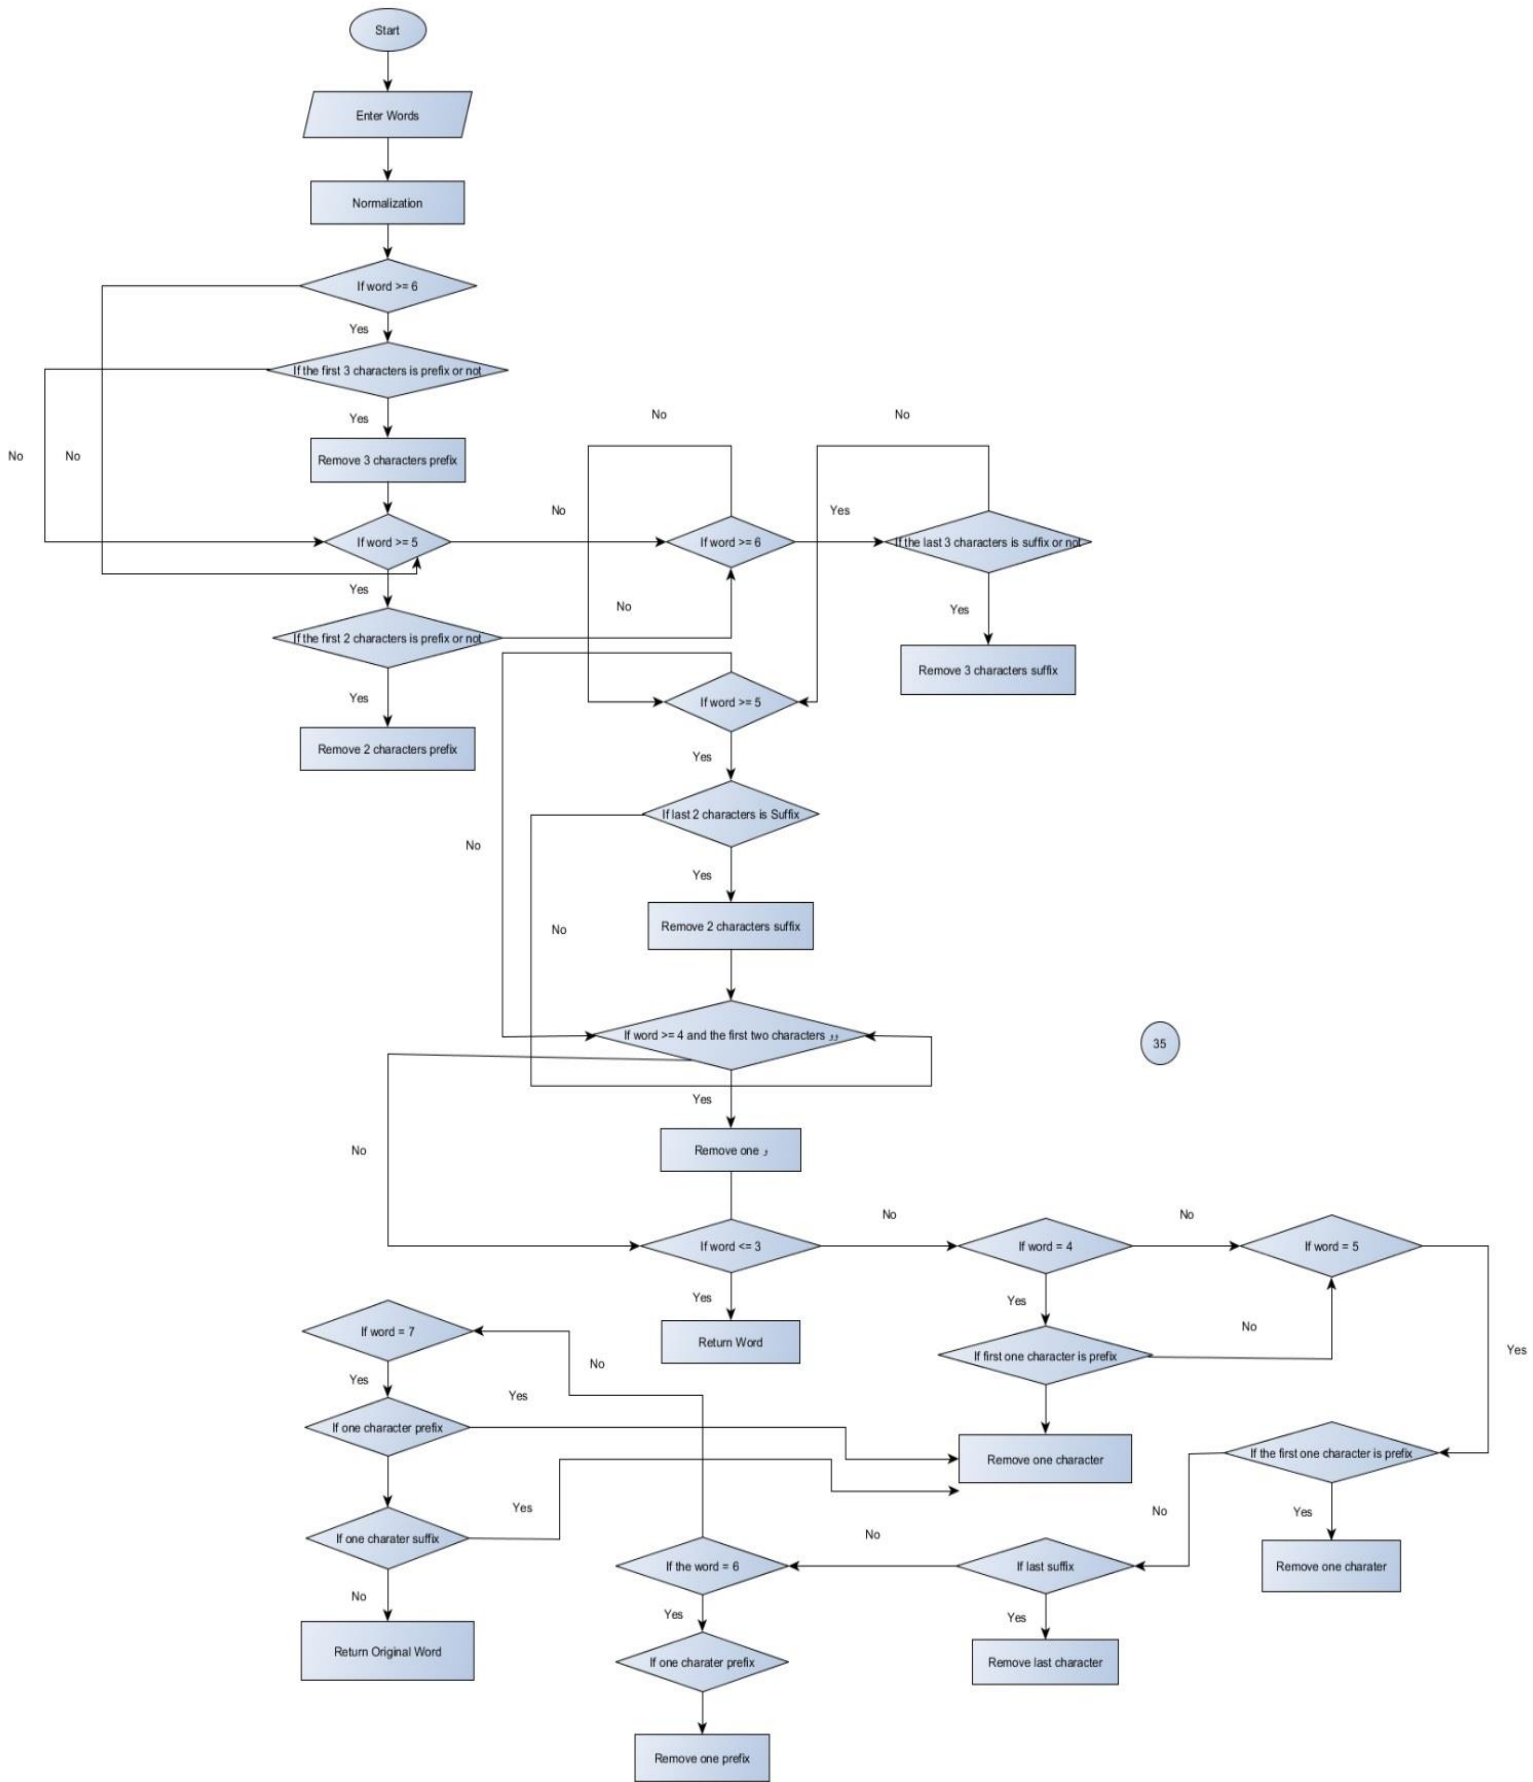 Start
Enter Words
Normalization
If word >= 6
Yes
If the first 3 characters is prefix or not
Yes
No
No
No
No
Remove 3 characters prefix
No
Yes
If word >= 5
If word >= 6
If the last 3 characters is suffix or not
Yes
No
Yes
If the first 2 characters is prefix or not
Remove 3 characters suffix
Yes
If word >= 5
Remove 2 characters prefix
Yes
If last 2 characters is Suffix
No
Yes
No
Remove 2 characters suffix
If word >= 4 and the first two characters وو
35
Yes
No
Remove one و
No
No
If word <= 3
If word = 4
If word = 5
Yes
Yes
No
If word = 7
Return Word
Yes
If first one character is prefix
No
Yes
Yes
If one character prefix
Remove one character
If the first one character is prefix
Yes
No
Yes
If one charater suffix
No
If the word = 6
If last suffix
Remove one charater
No
Yes
Yes
Return Original Word
If one charater prefix
Remove last character
Remove one prefix